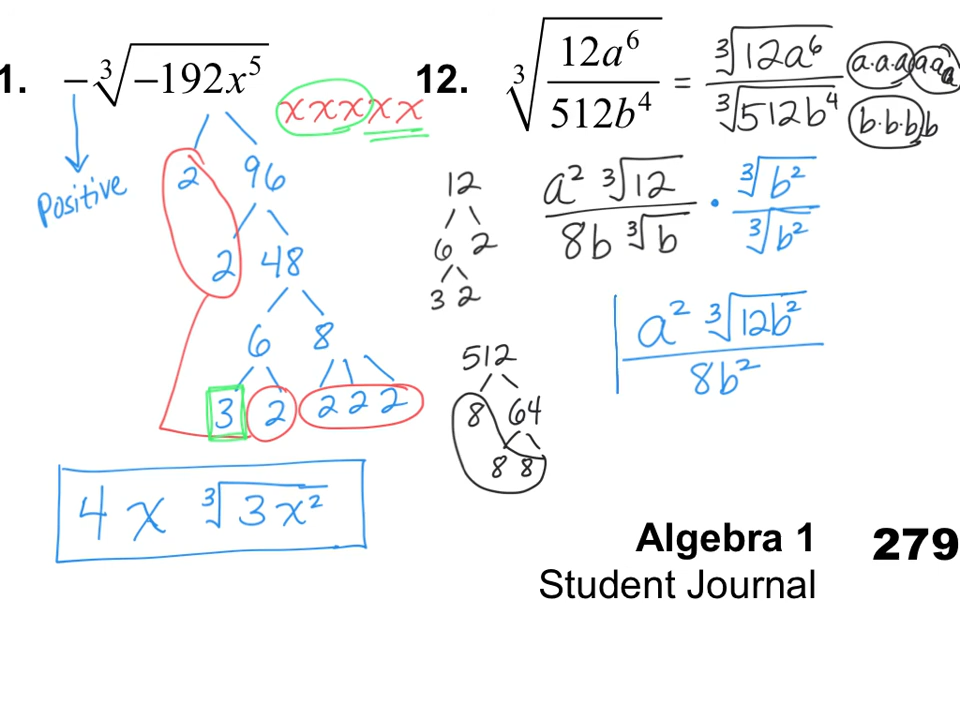 1. −∛(−192x⁵)
xxxxx
Positive
2 96
2 48
6 8
3 2 2 2 2
4x ∛(3x²)
12. ∛(12a⁶/512b⁴) = ∛(12a⁶)/∛(512b⁴)
a·a·a a a a
b·b·b b
12
6 2
3 2
a² ∛12 / 8b ∛b · ∛b² / ∛b²
512
8 64
8 8
a² ∛(12b²) / 8b²
Algebra 1 279
Student Journal